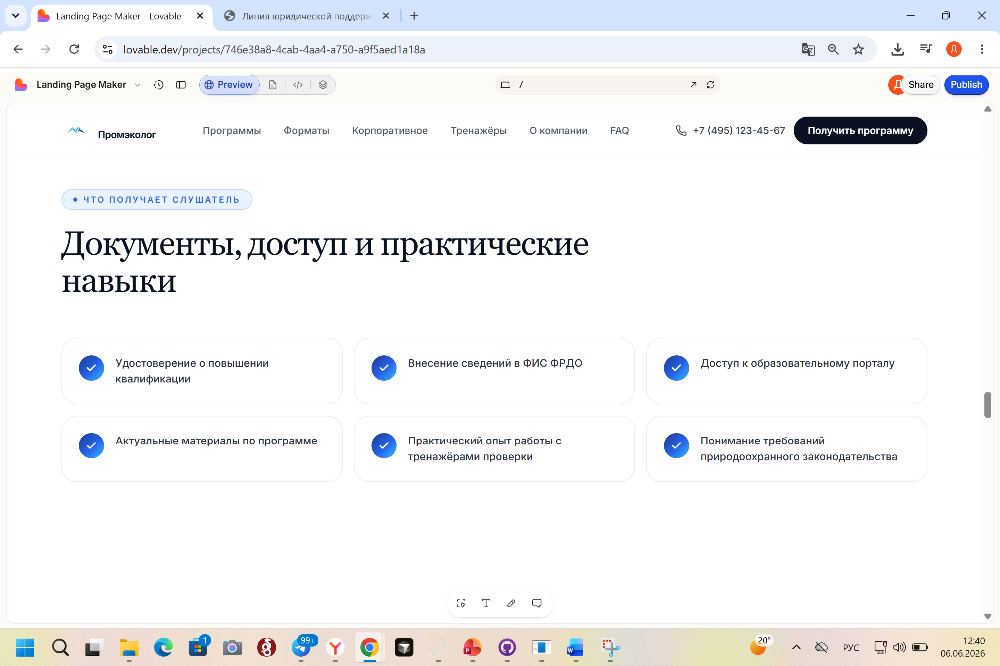 Landing Page Maker - Lovable
Линия юридической поддерж
lovable.dev/projects/746e38a8-4cab-4aa4-a750-a9f5aed1a18a
Д
Landing Page Maker
Preview
/
Д
Share
Publish
Промэколог
Программы
Форматы
Корпоративное
Тренажёры
О компании
FAQ
+7 (495) 123-45-67
Получить программу
ЧТО ПОЛУЧАЕТ СЛУШАТЕЛЬ
Документы, доступ и практические
навыки
Удостоверение о повышении
квалификации
Внесение сведений в ФИС ФРДО
Доступ к образовательному порталу
Актуальные материалы по программе
Практический опыт работы с
тренажёрами проверки
Понимание требований
природоохранного законодательства
1
99+
20°
РУС
12:40
06.06.2026